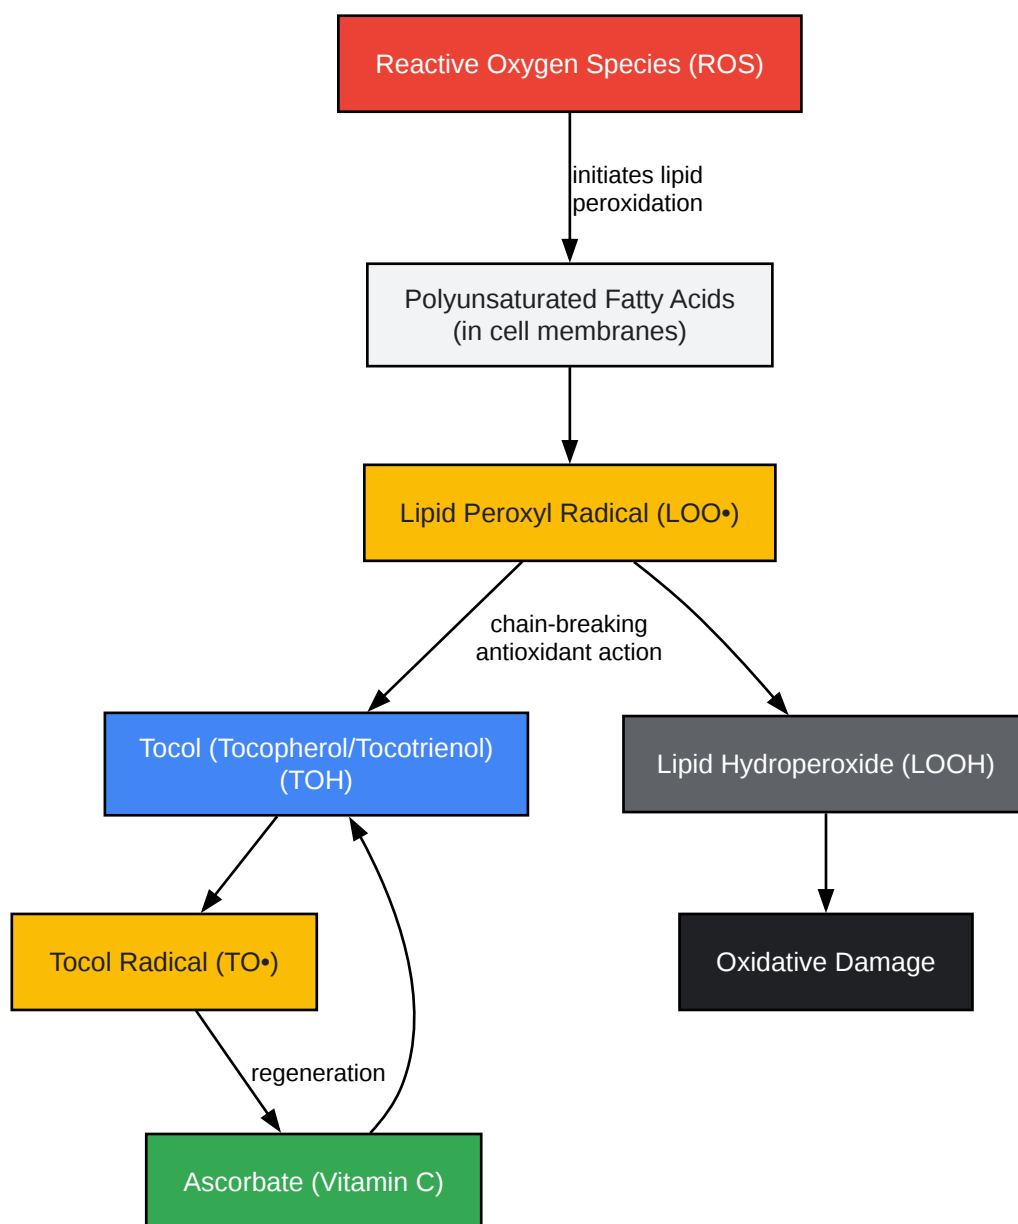 Reactive Oxygen Species (ROS)
initiates lipid
peroxidation
Polyunsaturated Fatty Acids
(in cell membranes)
Lipid Peroxyl Radical (LOO•)
chain-breaking
antioxidant action
Tocol (Tocopherol/Tocotrienol)
(TOH)
Lipid Hydroperoxide (LOOH)
Tocol Radical (TO•)
Oxidative Damage
regeneration
Ascorbate (Vitamin C)